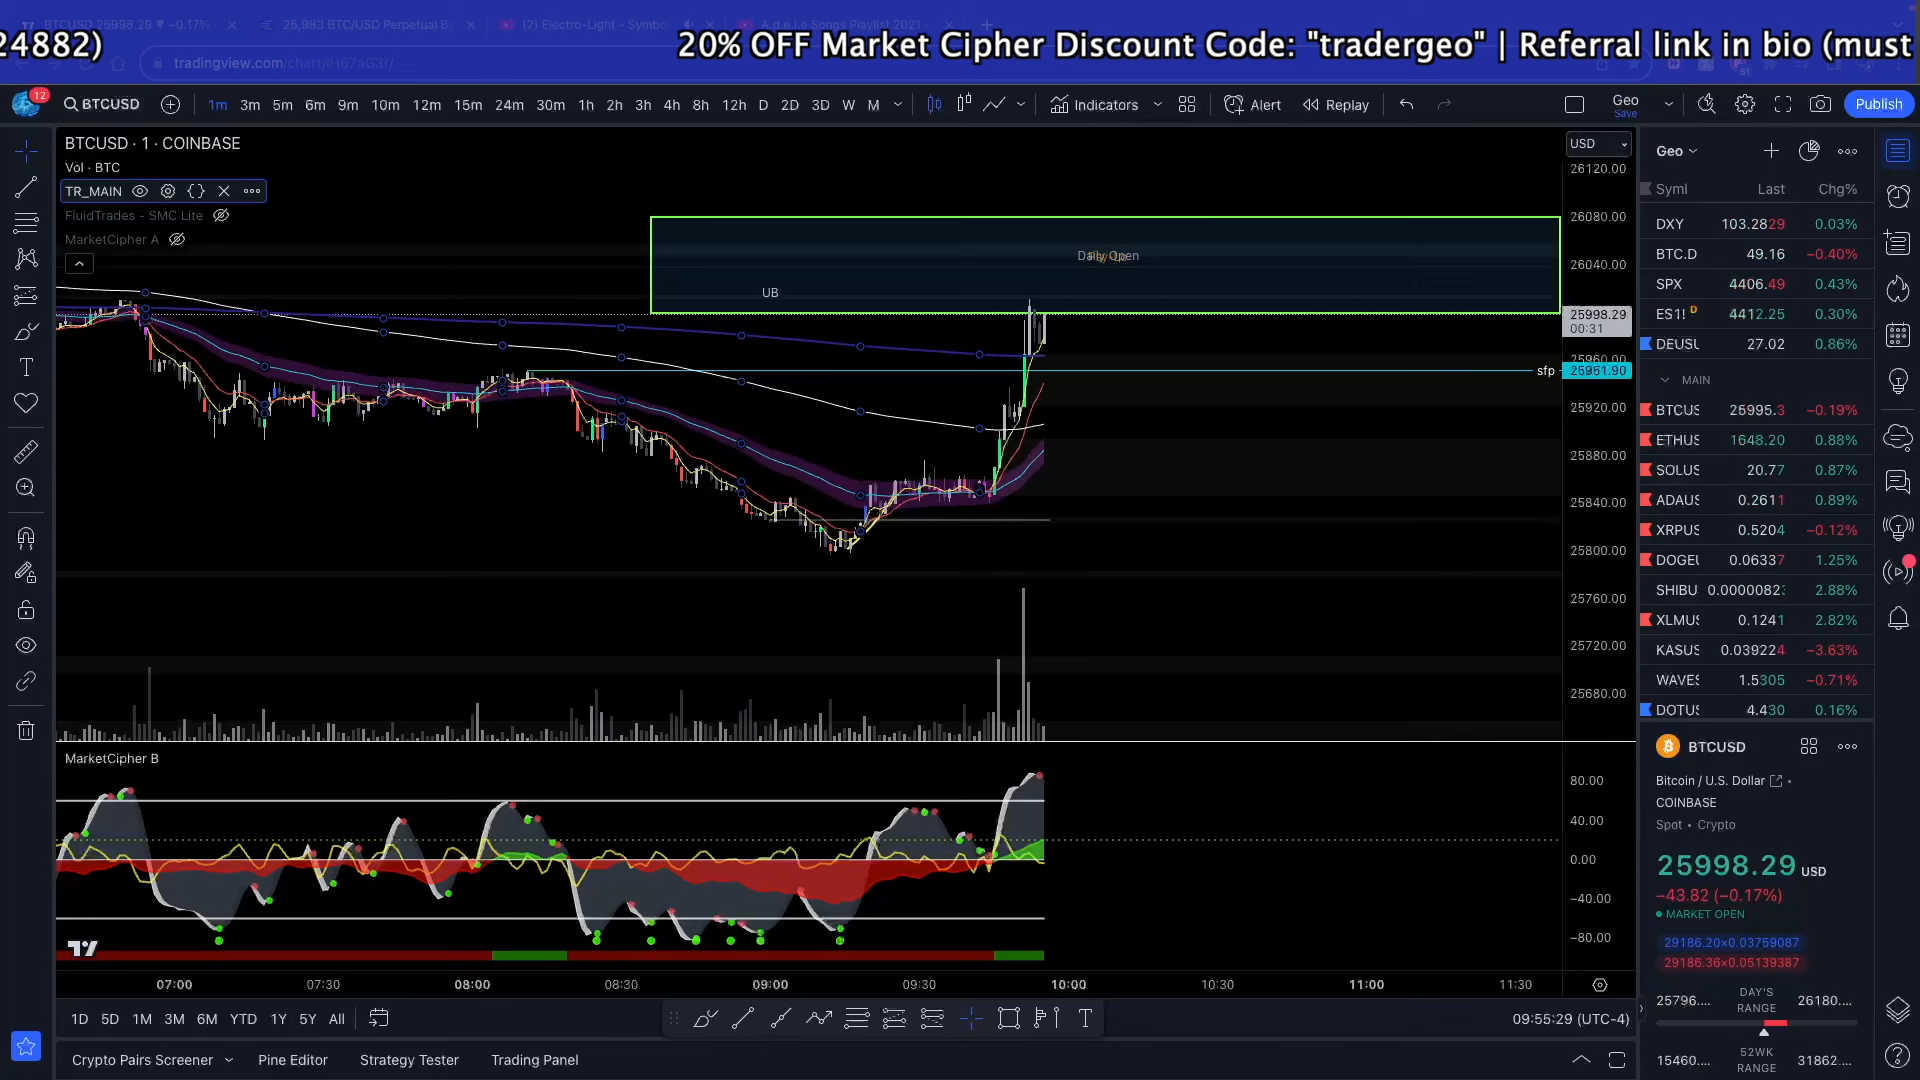 24882)
20% OFF Market Cipher Discount Code: "tradergeo" | Referral link in bio (must
tradingview.com/chart/IH67aG3r/
12
BTCUSD
1m 3m 5m 6m 9m 10m 12m 15m 24m 30m 1h 2h 3h 4h 8h 12h D 2D 3D W M
Indicators
Alert
Replay
Geo
Save
Publish
BTCUSD · 1 · COINBASE
Vol · BTC
TR_MAIN
FluidTrades - SMC Lite
MarketCipher A
Daily Open
UB
sfp
USD
26120.00
26080.00
26040.00
25998.29
00:31
25960.00
25951.90
25920.00
25880.00
25840.00
25800.00
25760.00
25720.00
25680.00
MarketCipher B
80.00
40.00
0.00
−40.00
−80.00
07:00 07:30 08:00 08:30 09:00 09:30 10:00 10:30 11:00 11:30
1D 5D 1M 3M 6M YTD 1Y 5Y All
09:55:29 (UTC-4)
Crypto Pairs Screener Pine Editor Strategy Tester Trading Panel
Geo
Syml Last Chg%
DXY 103.2829 0.03%
BTC.D 49.16 −0.40%
SPX 4406.49 0.43%
ES1! D 4412.25 0.30%
DEUSU 27.02 0.86%
MAIN
BTCUS 25995.3 −0.19%
ETHUS 1648.20 0.88%
SOLUS 20.77 0.87%
ADAUS 0.2611 0.89%
XRPUS 0.5204 −0.12%
DOGEU 0.06337 1.25%
SHIBU 0.00000823 2.88%
XLMUS 0.1241 2.82%
KASUS 0.039224 −3.63%
WAVES 1.5305 −0.71%
DOTUS 4.430 0.16%
BTCUSD
Bitcoin / U.S. Dollar
COINBASE
Spot • Crypto
25998.29 USD
−43.82 (−0.17%)
MARKET OPEN
29186.20×0.03759087
29186.36×0.05139387
25796.... DAY'S RANGE 26180....
15460.... 52WK RANGE 31862....